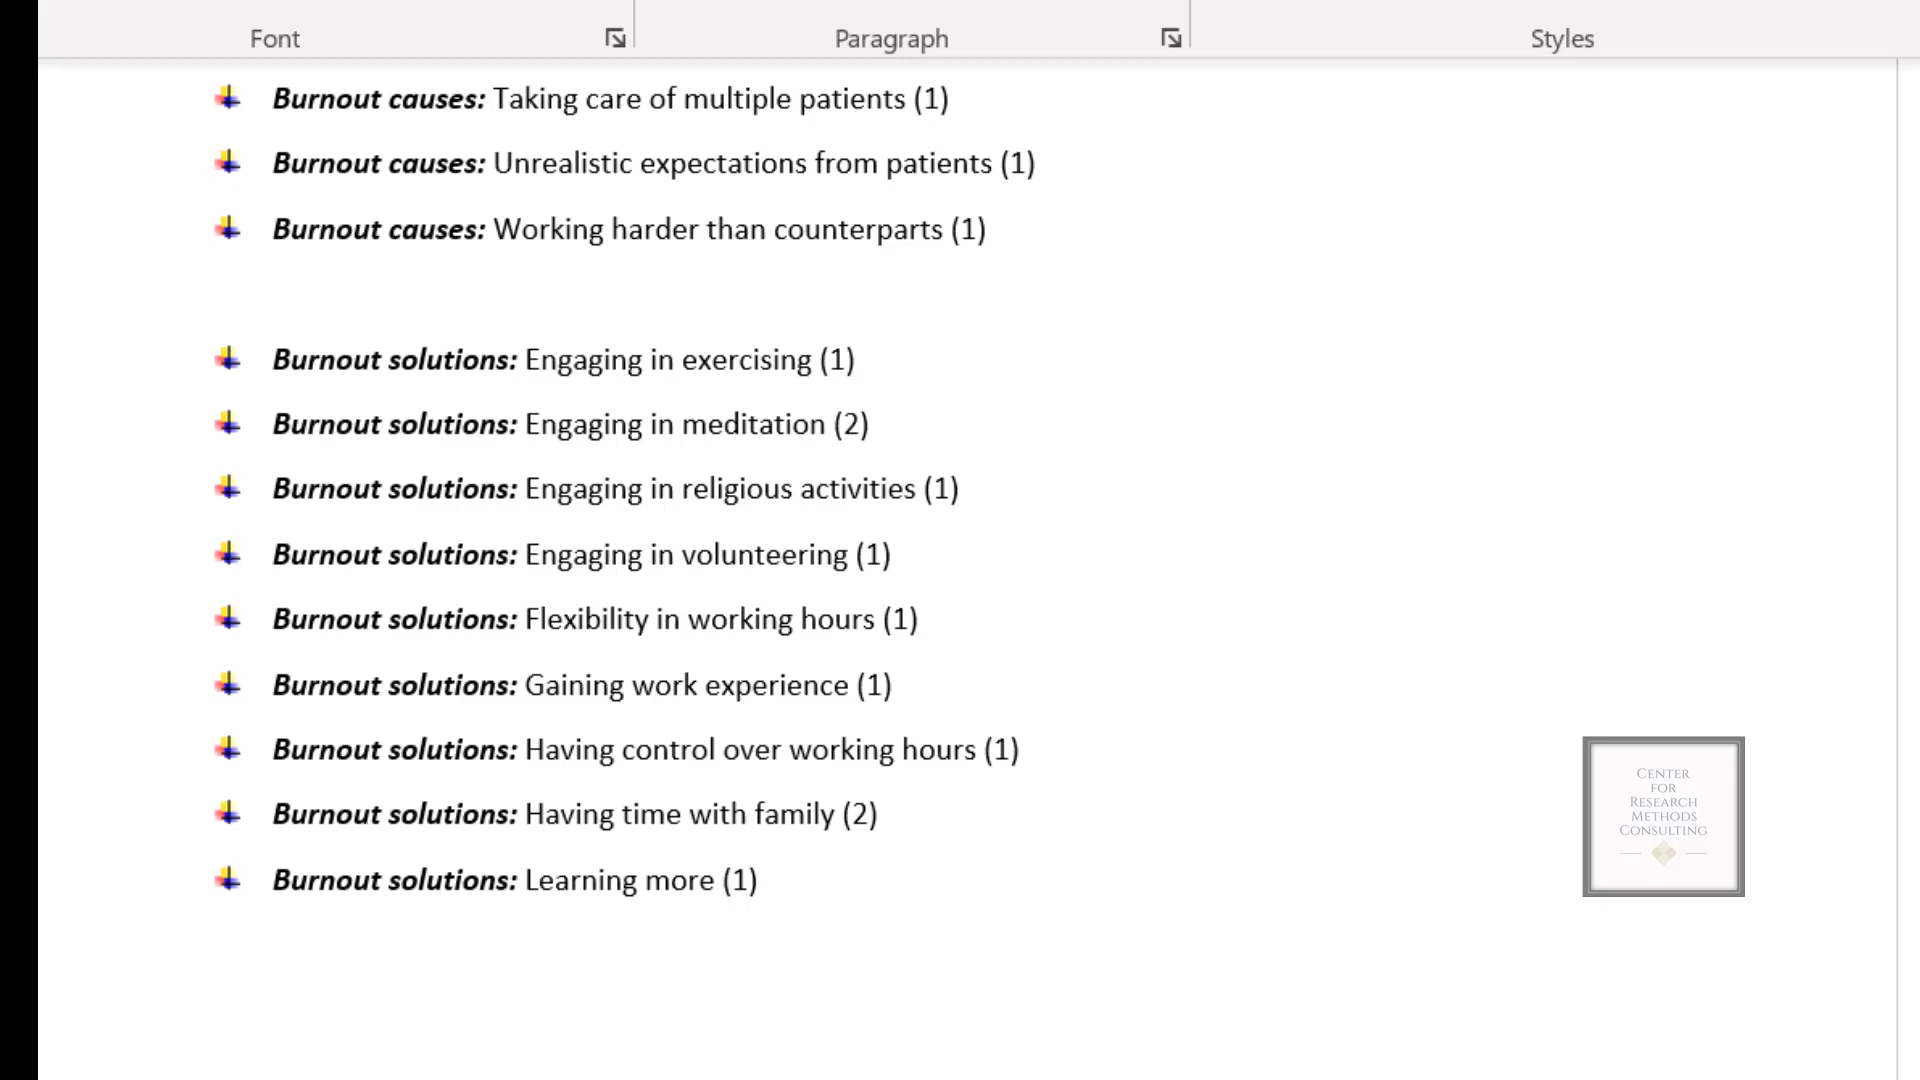 Font Paragraph Styles
Burnout causes: Taking care of multiple patients (1)
Burnout causes: Unrealistic expectations from patients (1)
Burnout causes: Working harder than counterparts (1)
Burnout solutions: Engaging in exercising (1)
Burnout solutions: Engaging in meditation (2)
Burnout solutions: Engaging in religious activities (1)
Burnout solutions: Engaging in volunteering (1)
Burnout solutions: Flexibility in working hours (1)
Burnout solutions: Gaining work experience (1)
Burnout solutions: Having control over working hours (1)
Burnout solutions: Having time with family (2)
Burnout solutions: Learning more (1)
CENTER
FOR
RESEARCH
METHODS
CONSULTING